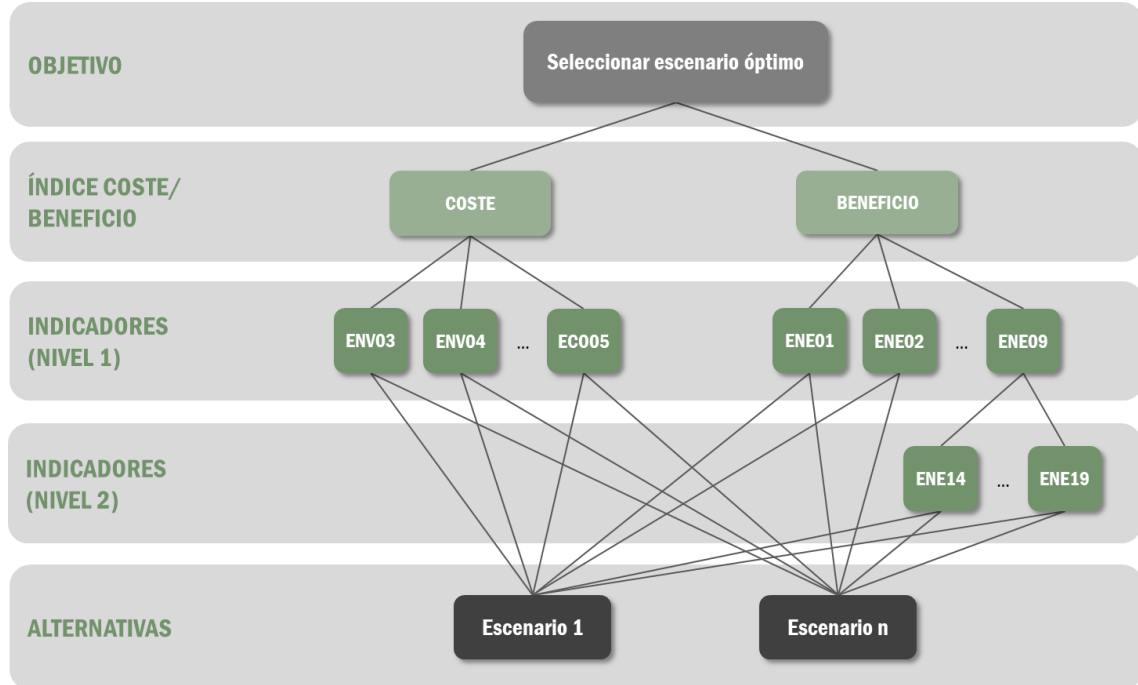 OBJETIVO
Seleccionar escenario óptimo
ÍNDICE COSTE/
BENEFICIO
COSTE
BENEFICIO
INDICADORES
(NIVEL 1)
ENV03
ENV04
...
ECO05
ENE01
ENE02
...
ENE09
INDICADORES
(NIVEL 2)
ENE14
...
ENE19
ALTERNATIVAS
Escenario 1
Escenario n